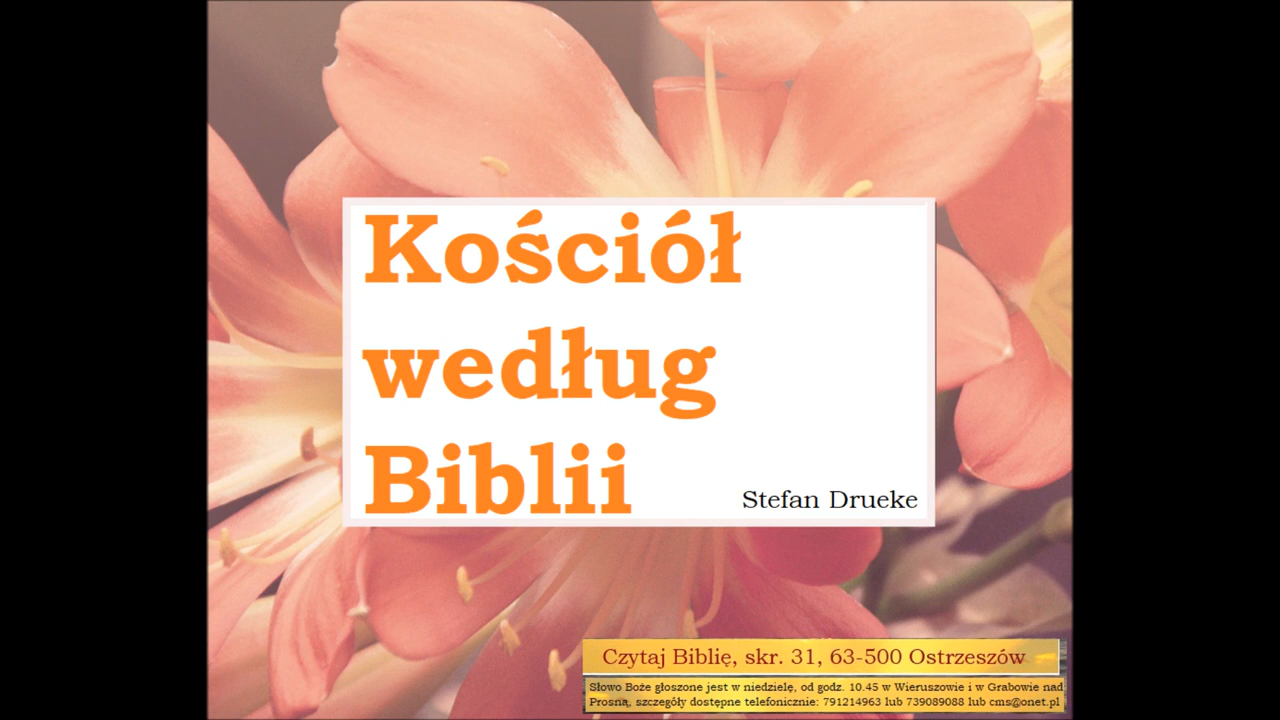 Kościół
według
Biblii
Stefan Drueke
Czytaj Biblię, skr. 31, 63-500 Ostrzeszów
Słowo Boże głoszone jest w niedzielę, od godz. 10.45 w Wieruszowie i w Grabowie nad
Prosną, szczegóły dostępne telefonicznie: 791214963 lub 739089088 lub cms@onet.pl